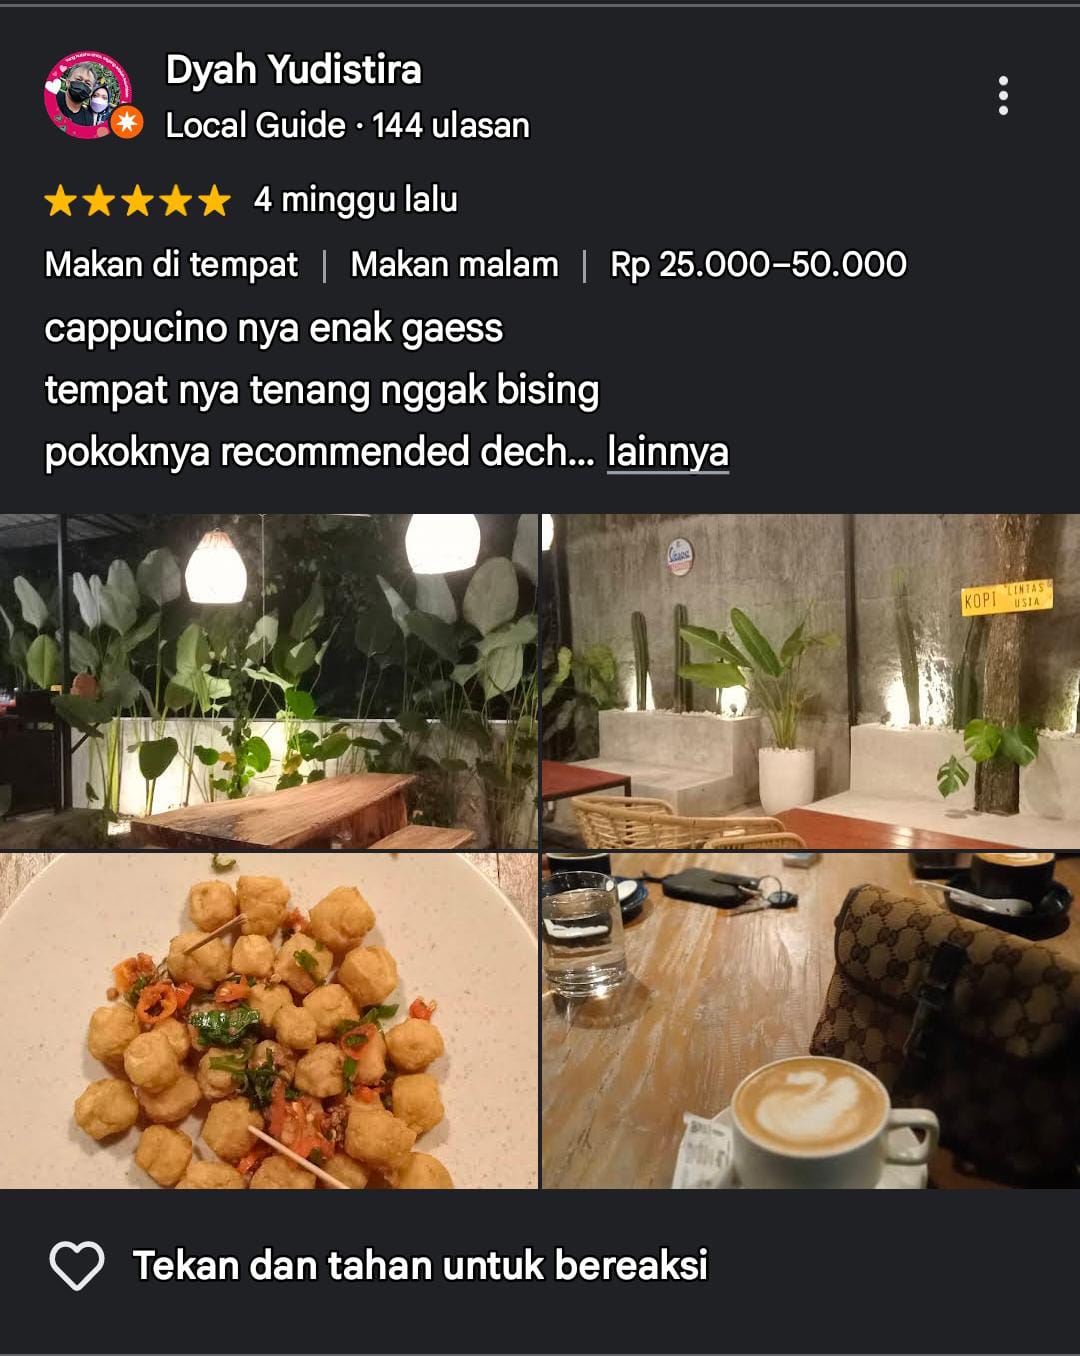 Dyah Yudistira
Local Guide · 144 ulasan
4 minggu lalu
Makan di tempat | Makan malam | Rp 25.000–50.000
cappucino nya enak gaess
tempat nya tenang nggak bising
pokoknya recommended dech... lainnya
KOPI LINTAS
USIA
Tekan dan tahan untuk bereaksi